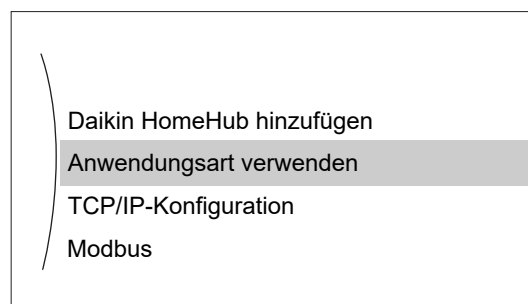 Daikin HomeHub hinzufügen
Anwendungsart verwenden
TCP/IP-Konfiguration
Modbus